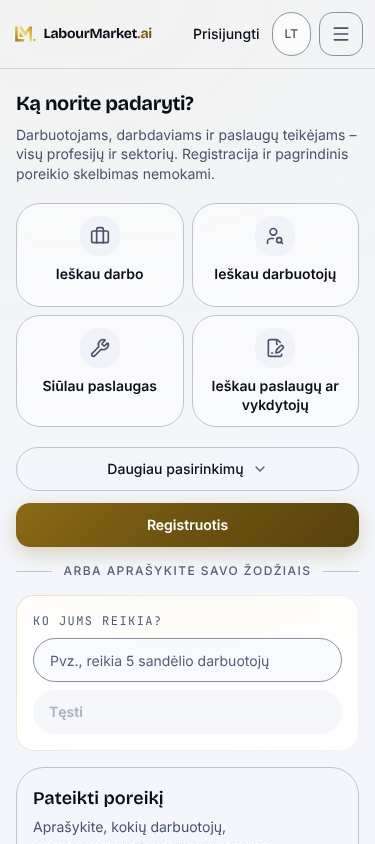 LabourMarket.ai
Prisijungti
LT
Ką norite padaryti?
Darbuotojams, darbdaviams ir paslaugų teikėjams –
visų profesijų ir sektorių. Registracija ir pagrindinis
poreikio skelbimas nemokami.
Ieškau darbo
Ieškau darbuotojų
Siūlau paslaugas
Ieškau paslaugų ar
vykdytojų
Daugiau pasirinkimų
Registruotis
ARBA APRAŠYKITE SAVO ŽODŽIAIS
KO JUMS REIKIA?
Pvz., reikia 5 sandėlio darbuotojų
Tęsti
Pateikti poreikį
Aprašykite, kokių darbuotojų,